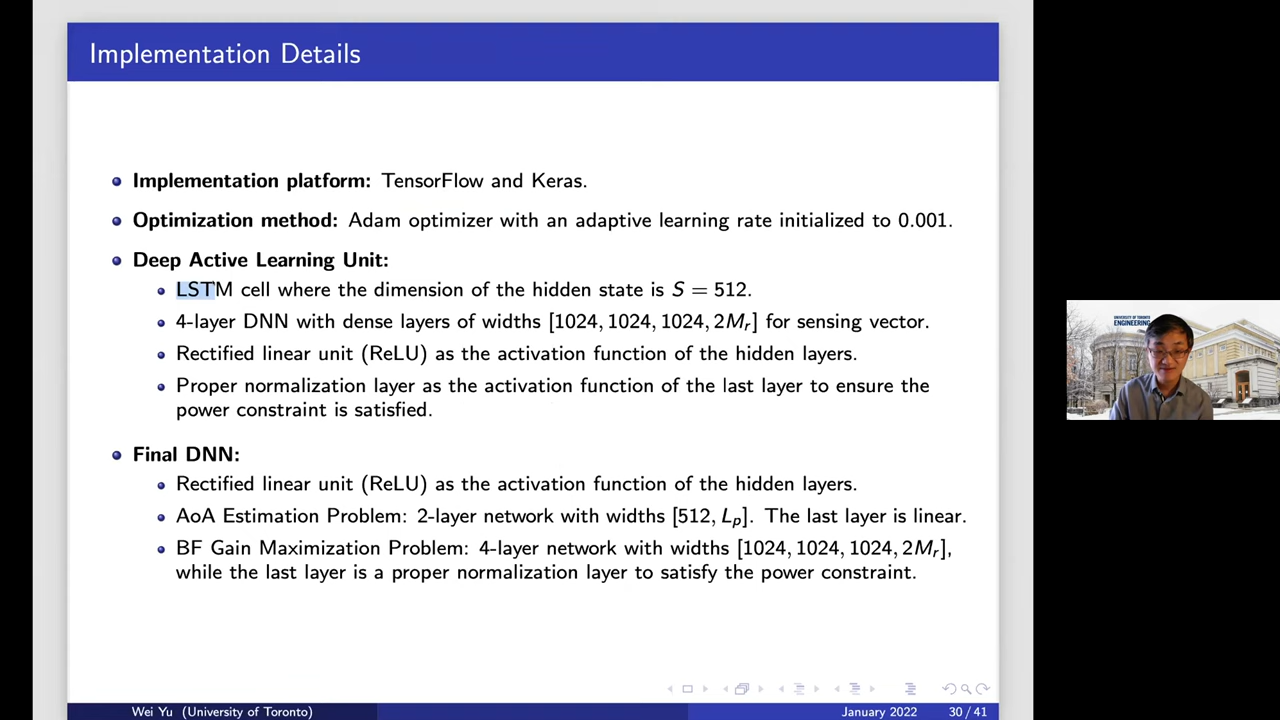 Implementation Details
Implementation platform: TensorFlow and Keras.
Optimization method: Adam optimizer with an adaptive learning rate initialized to 0.001.
Deep Active Learning Unit:
LSTM cell where the dimension of the hidden state is S = 512.
4-layer DNN with dense layers of widths [1024, 1024, 1024, 2Mᵣ] for sensing vector.
Rectified linear unit (ReLU) as the activation function of the hidden layers.
Proper normalization layer as the activation function of the last layer to ensure the
power constraint is satisfied.
Final DNN:
Rectified linear unit (ReLU) as the activation function of the hidden layers.
AoA Estimation Problem: 2-layer network with widths [512, Lₚ]. The last layer is linear.
BF Gain Maximization Problem: 4-layer network with widths [1024, 1024, 1024, 2Mᵣ],
while the last layer is a proper normalization layer to satisfy the power constraint.
Wei Yu (University of Toronto)
January 2022
30 / 41
UNIVERSITY OF TORONTO
ENGINEERING